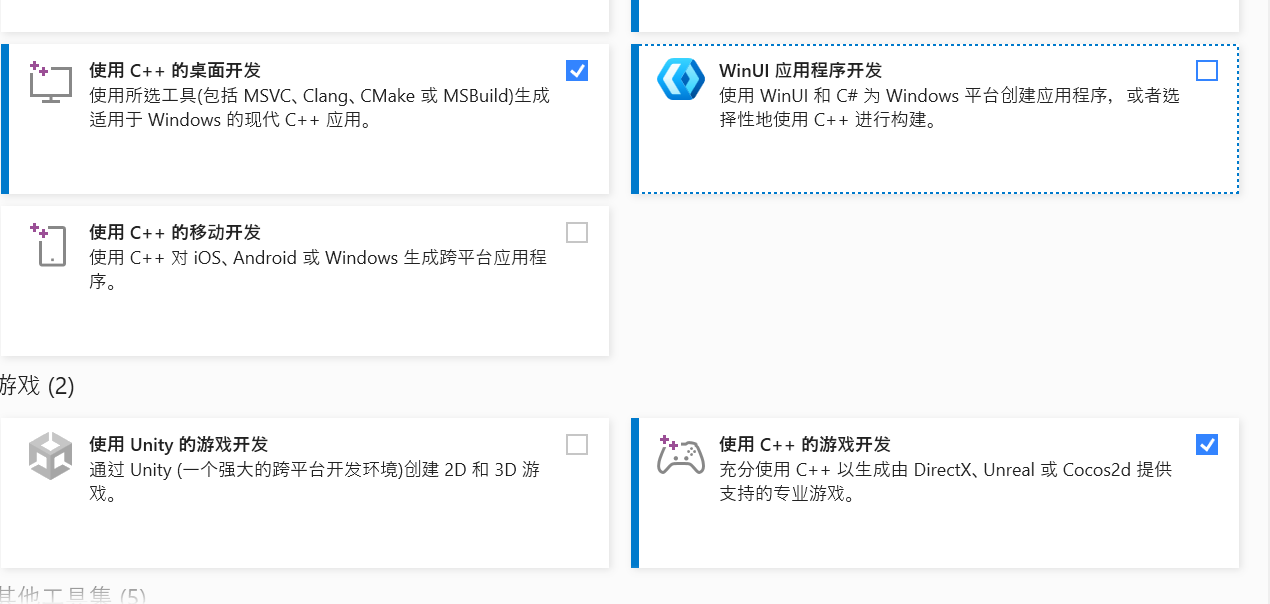 使用 C++ 的桌面开发
使用所选工具(包括 MSVC、Clang、CMake 或 MSBuild)生成
适用于 Windows 的现代 C++ 应用。
WinUI 应用程序开发
使用 WinUI 和 C# 为 Windows 平台创建应用程序，或者选
择性地使用 C++ 进行构建。
使用 C++ 的移动开发
使用 C++ 对 iOS、Android 或 Windows 生成跨平台应用程
序。
游戏 (2)
使用 Unity 的游戏开发
通过 Unity (一个强大的跨平台开发环境)创建 2D 和 3D 游
戏。
使用 C++ 的游戏开发
充分使用 C++ 以生成由 DirectX、Unreal 或 Cocos2d 提供
支持的专业游戏。
其他工具集 (5)